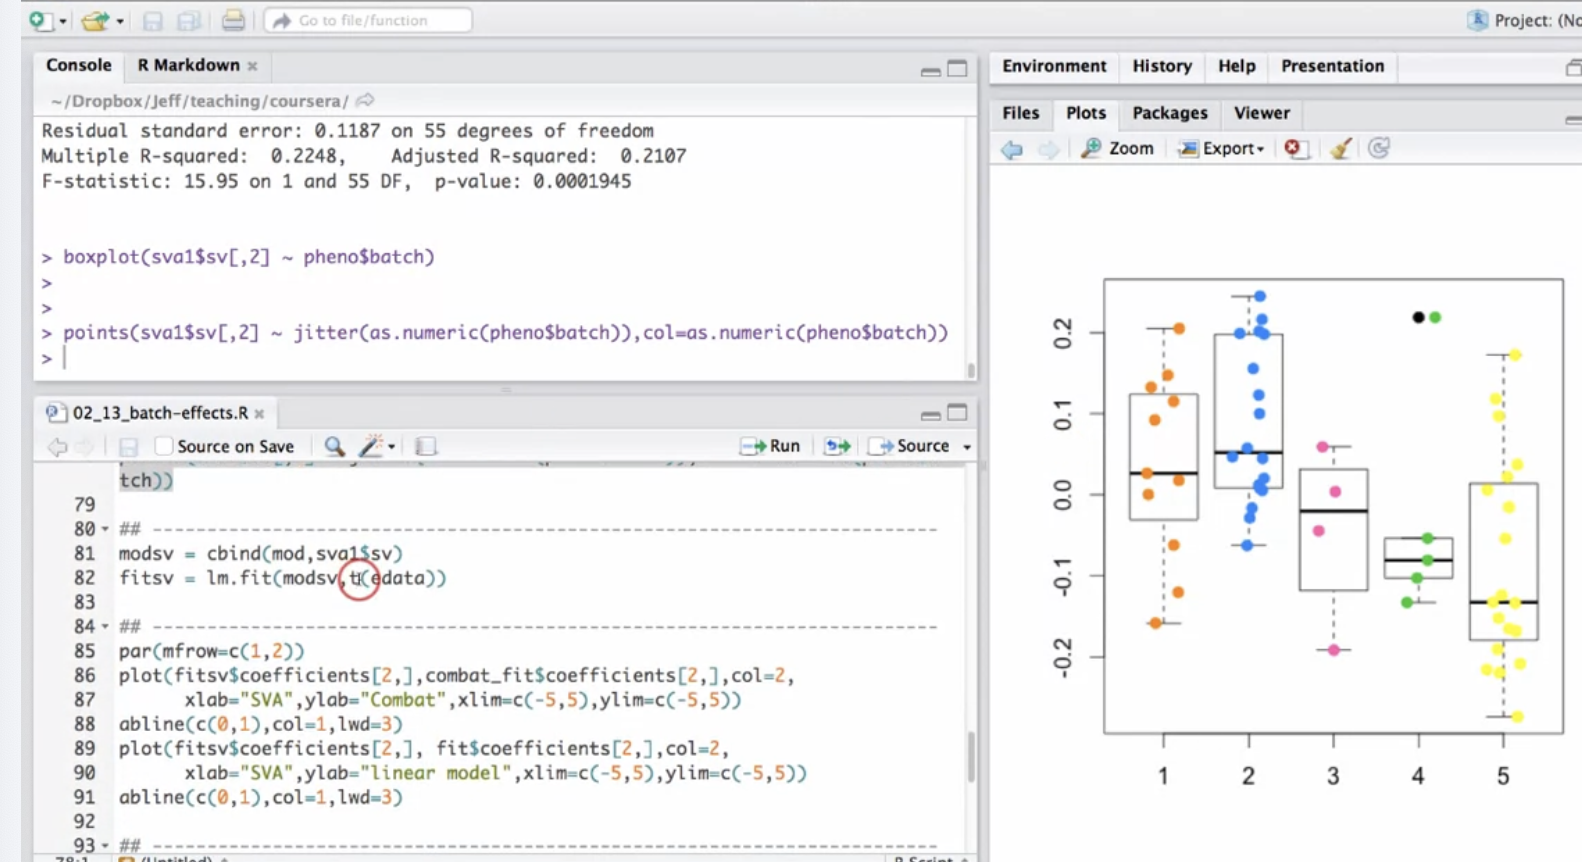 Go to file/function
Project: (No
Console
R Markdown
~/Dropbox/Jeff/teaching/coursera/
Residual standard error: 0.1187 on 55 degrees of freedom
Multiple R-squared:  0.2248,    Adjusted R-squared:  0.2107
F-statistic: 15.95 on 1 and 55 DF,  p-value: 0.0001945
> boxplot(sva1$sv[,2] ~ pheno$batch)
>
>
> points(sva1$sv[,2] ~ jitter(as.numeric(pheno$batch)),col=as.numeric(pheno$batch))
>
02_13_batch-effects.R
Source on Save
Run
Source
tch))
79
80 ## ----------------------------------------------------------------------
81 modsv = cbind(mod,sva1$sv)
82 fitsv = lm.fit(modsv,t(edata))
83
84 ## ----------------------------------------------------------------------
85 par(mfrow=c(1,2))
86 plot(fitsv$coefficients[2,],combat_fit$coefficients[2,],col=2,
87 xlab="SVA",ylab="Combat",xlim=c(-5,5),ylim=c(-5,5))
88 abline(c(0,1),col=1,lwd=3)
89 plot(fitsv$coefficients[2,], fit$coefficients[2,],col=2,
90 xlab="SVA",ylab="linear model",xlim=c(-5,5),ylim=c(-5,5))
91 abline(c(0,1),col=1,lwd=3)
92
93 ## ----------------------------------------------------------------------
78:1
(Untitled)
R Script
Environment
History
Help
Presentation
Files
Plots
Packages
Viewer
Zoom
Export
0.2
0.1
0.0
-0.1
-0.2
1 2 3 4 5